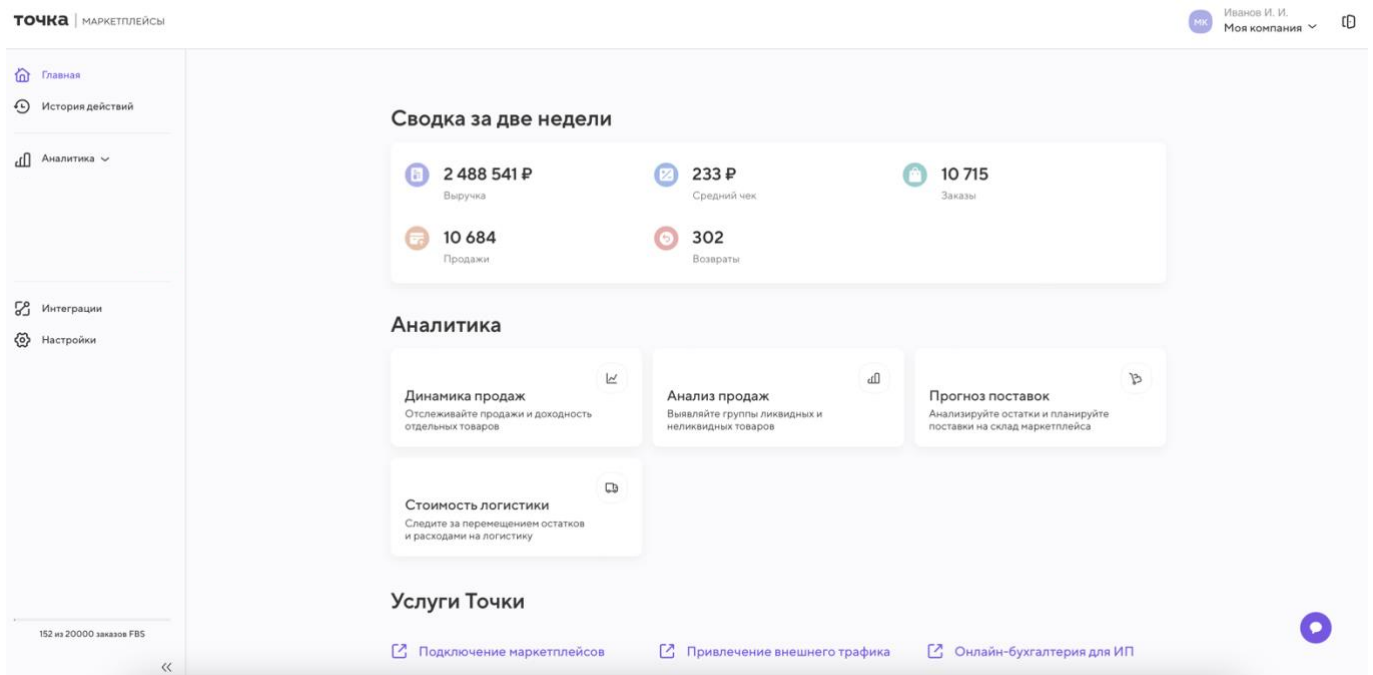 точка | МАРКЕТПЛЕЙСЫ
МК
Иванов И. И.
Моя компания
Главная
История действий
Аналитика
Интеграции
Настройки
152 из 20000 заказов FBS
Сводка за две недели
2 488 541 ₽
Выручка
233 ₽
Средний чек
10 715
Заказы
10 684
Продажи
302
Возвраты
Аналитика
Динамика продаж
Отслеживайте продажи и доходность
отдельных товаров
Анализ продаж
Выявляйте группы ликвидных и
неликвидных товаров
Прогноз поставок
Анализируйте остатки и планируйте
поставки на склад маркетплейса
Стоимость логистики
Следите за перемещением остатков
и расходами на логистику
Услуги Точки
Подключение маркетплейсов
Привлечение внешнего трафика
Онлайн-бухгалтерия для ИП